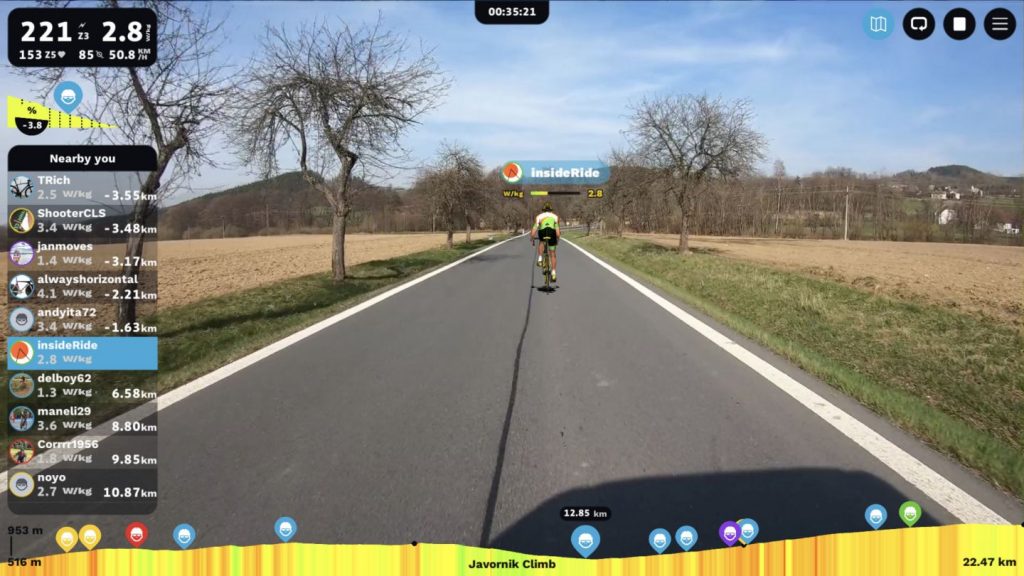 00:35:21
221 Z3 2.8 W/kg
153 Z5 85 50.8 KM/H
%
-3.8
Nearby you
TRich
2.5 W/kg -3.55km
ShooterCLS
3.4 W/kg -3.48km
janmoves
1.4 W/kg -3.17km
alwayshorizontal
4.1 W/kg -2.21km
andyita72
3.4 W/kg -1.63km
insideRide
2.8 W/kg
delboy62
1.3 W/kg 6.58km
maneli29
3.6 W/kg 8.80km
Corrr1956
1.8 W/kg 9.85km
noyo
2.7 W/kg 10.87km
insideRide
W/kg 2.8
12.85 km
953 m
516 m
Javornik Climb
22.47 km